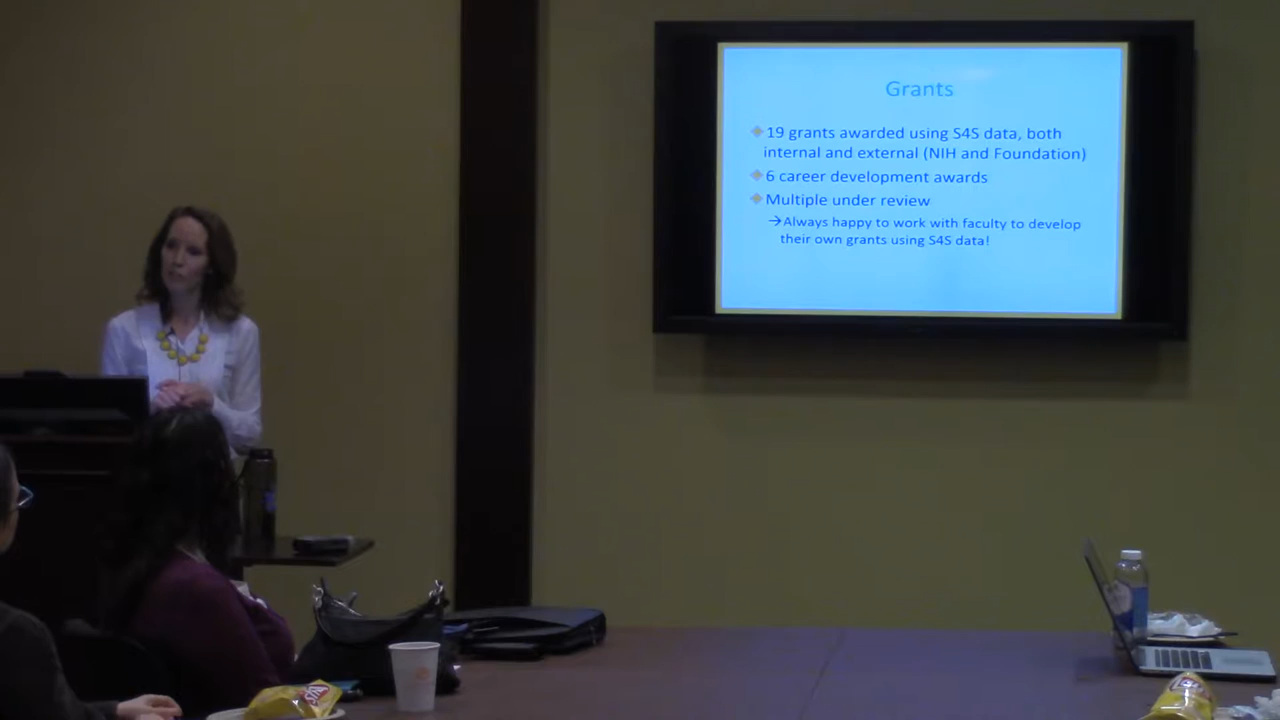 Grants
19 grants awarded using S4S data, both
internal and external (NIH and Foundation)
6 career development awards
Multiple under review
→Always happy to work with faculty to develop
their own grants using S4S data!
Lay's